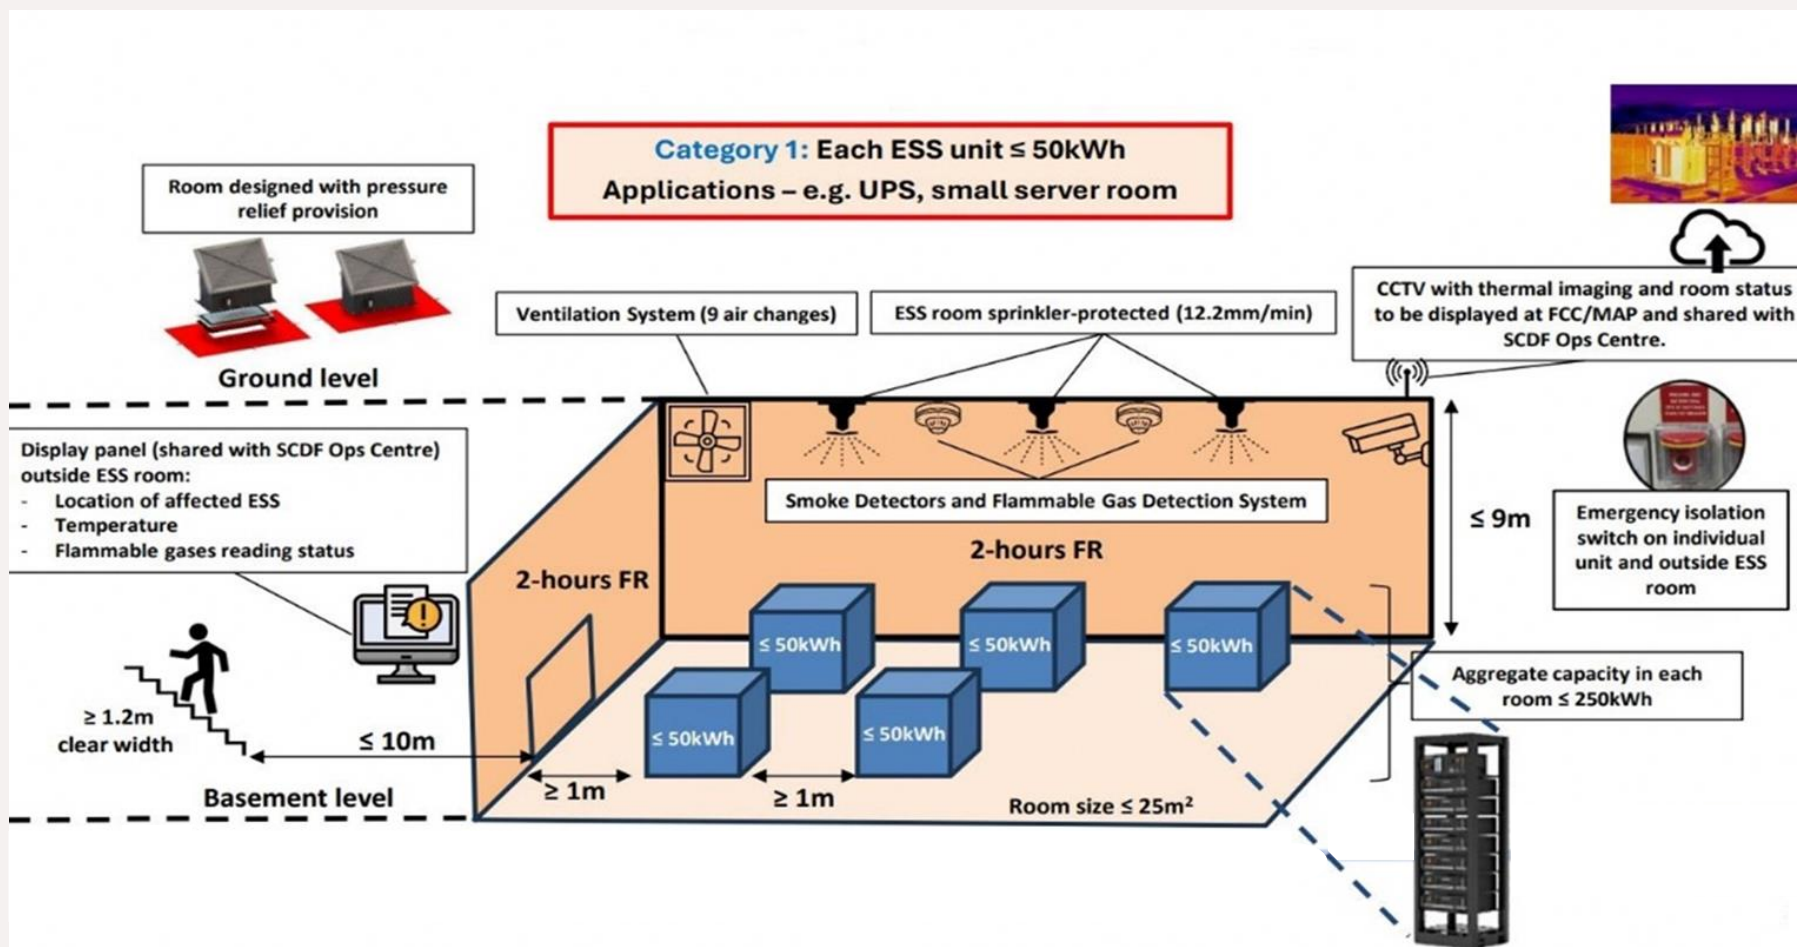 Category 1: Each ESS unit ≤ 50kWh
Applications – e.g. UPS, small server room
Room designed with pressure
relief provision
Ventilation System (9 air changes)
ESS room sprinkler-protected (12.2mm/min)
CCTV with thermal imaging and room status
to be displayed at FCC/MAP and shared with
SCDF Ops Centre.
Ground level
Display panel (shared with SCDF Ops Centre)
outside ESS room:
- Location of affected ESS
- Temperature
- Flammable gases reading status
Smoke Detectors and Flammable Gas Detection System
≤ 9m
Emergency isolation
switch on individual
unit and outside ESS
room
2-hours FR
2-hours FR
≤ 50kWh
≤ 50kWh
≤ 50kWh
≤ 50kWh
≤ 50kWh
Aggregate capacity in each
room ≤ 250kWh
≥ 1.2m
clear width
≤ 10m
≥ 1m
≥ 1m
Basement level
Room size ≤ 25m²